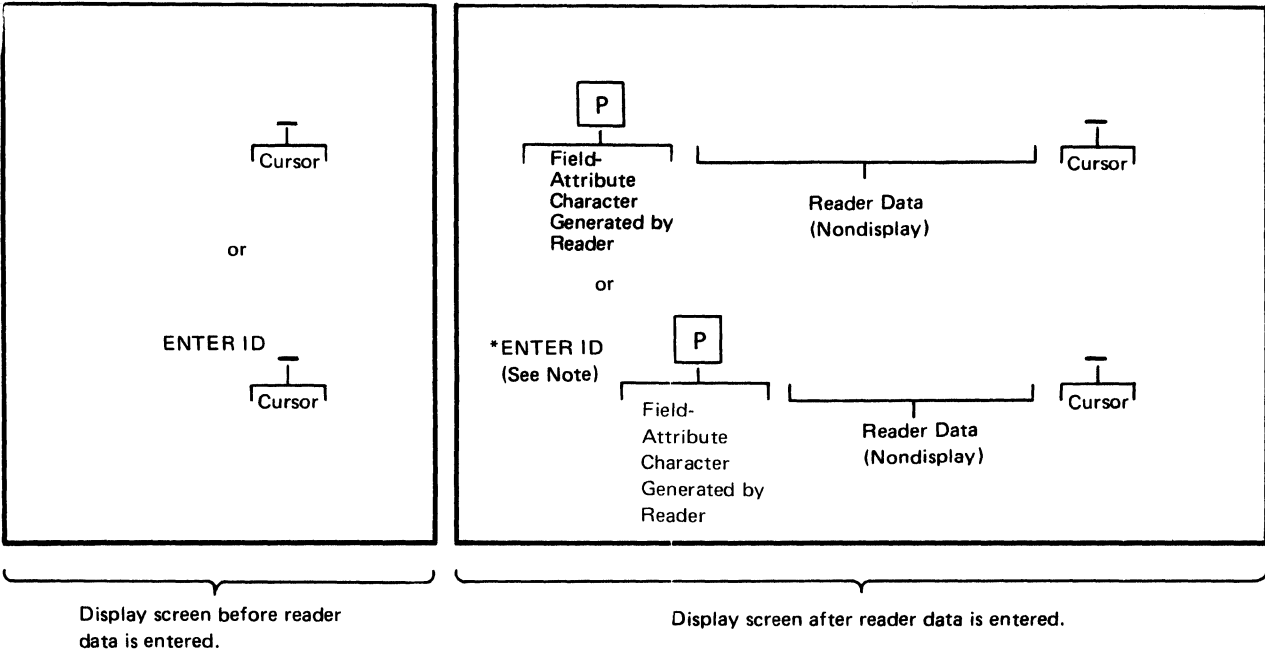 Cursor
or
ENTER ID
Cursor
Display screen before reader
data is entered.
P
Field-
Attribute
Character
Generated by
Reader
Reader Data
(Nondisplay)
Cursor
or
*ENTER ID
(See Note)
P
Field-
Attribute
Character
Generated by
Reader
Reader Data
(Nondisplay)
Cursor
Display screen after reader data is entered.